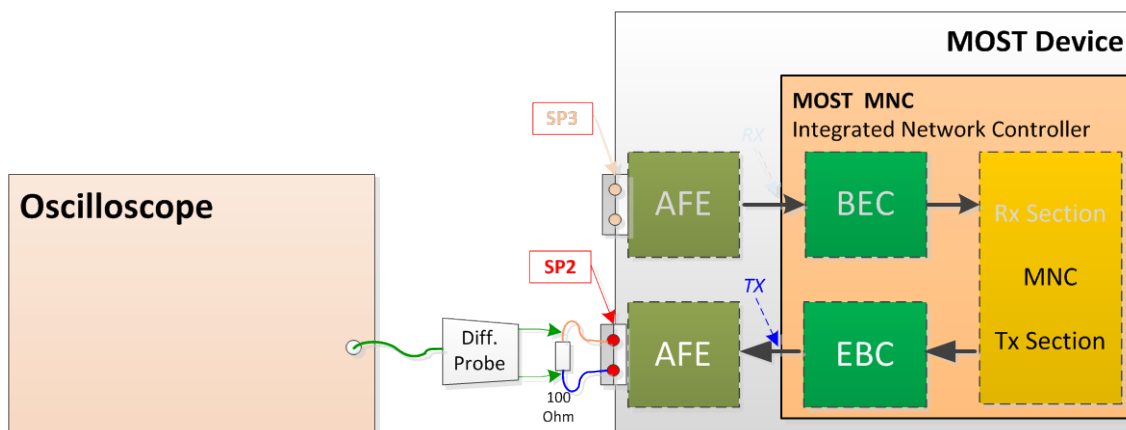 MOST Device
MOST MNC
Integrated Network Controller
SP3
RX
AFE
BEC
Rx Section
Oscilloscope
MNC
SP2
TX
Diff.
Probe
AFE
EBC
Tx Section
100
Ohm